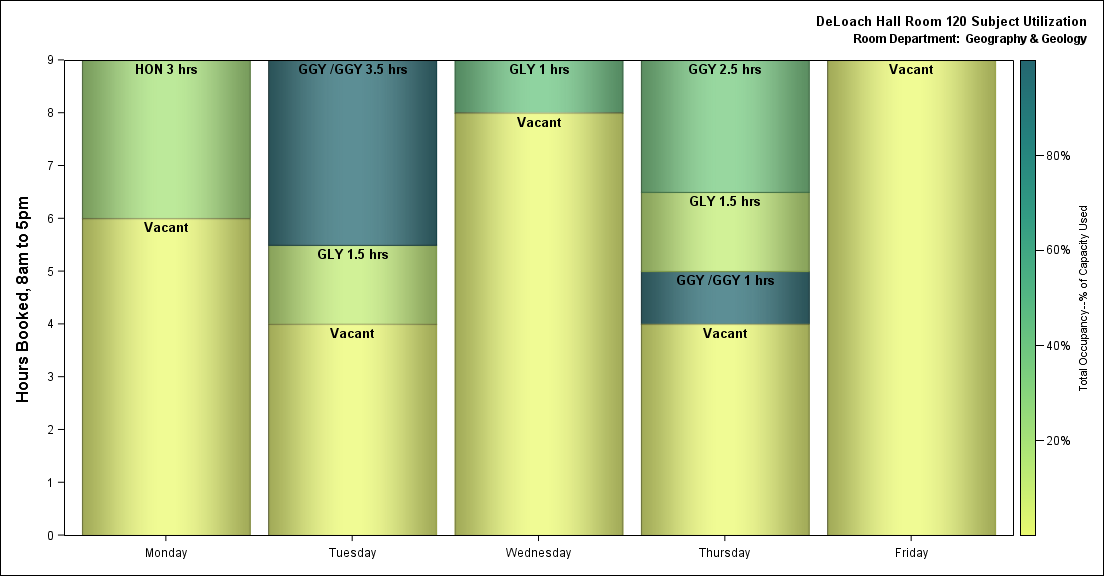 DeLoach Hall Room 120 Subject Utilization
Room Department:  Geography & Geology
Hours Booked, 8am to 5pm
9
8
7
6
5
4
3
2
1
0
HON 3 hrs
Vacant
GGY /GGY 3.5 hrs
GLY 1.5 hrs
Vacant
GLY 1 hrs
Vacant
GGY 2.5 hrs
GLY 1.5 hrs
GGY /GGY 1 hrs
Vacant
Vacant
Monday
Tuesday
Wednesday
Thursday
Friday
80%
60%
40%
20%
Total Occupancy--% of Capacity Used